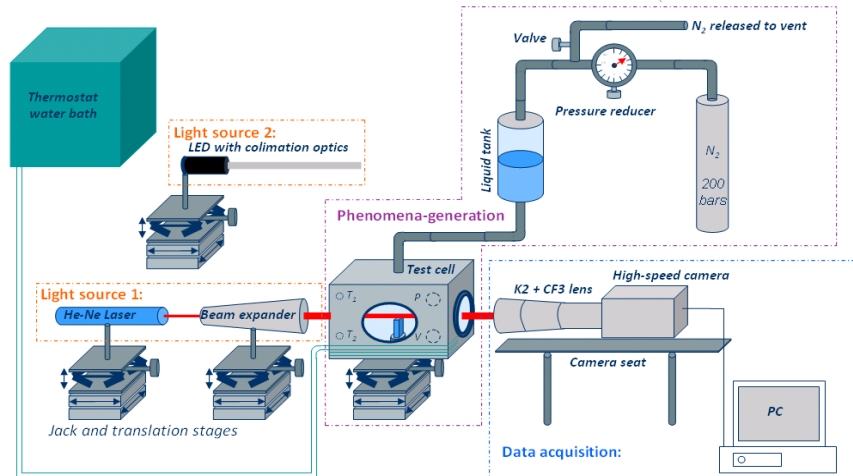 N2 released to vent
Valve
Thermostat
water bath
Pressure reducer
Light source 2:
LED with colimation optics
Liquid tank
N2
200
bars
Phenomena-generation
Test cell
High-speed camera
K2 + CF3 lens
Light source 1:
T2
P
He-Ne Laser
Beam expander
T2
V
Camera seat
PC
Jack and translation stages
Data acquisition: